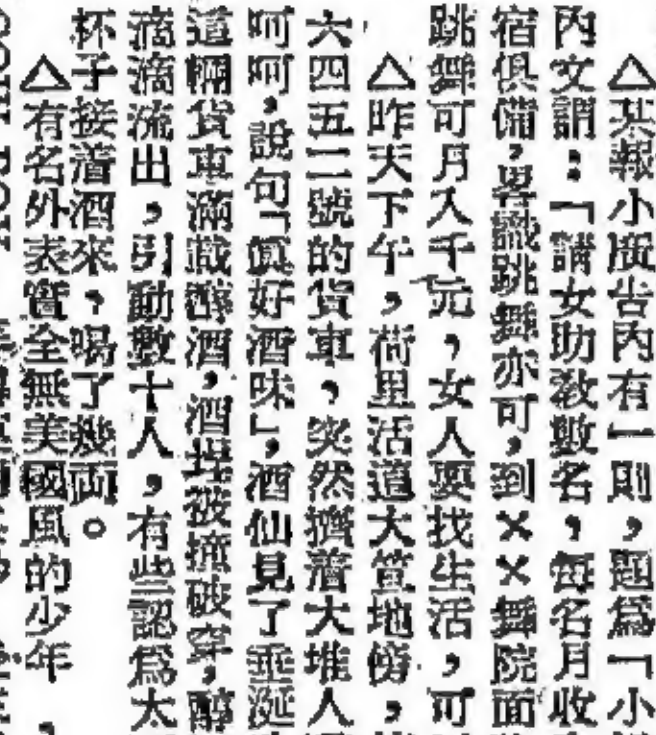 △某報小廣告內有一則，題爲「小
內文謂：「請女助敎數名，每名月收
宿俱備，畧識跳舞亦可，到××舞院面
跳舞可月入千元，女人要找生活，可
△昨天下午，荷里活道大笪地傍，
六四五二號的貨車，突然擠着大堆人
呵呵，說句「眞好酒味」，酒仙見了垂涎
這輛貨車滿載醇酒，酒埕被撞破穿，醇
滴滴流出，引動數十人，有些認爲太
杯子接着酒來，喝了幾両。
△有名外表實全無美國風的少年，